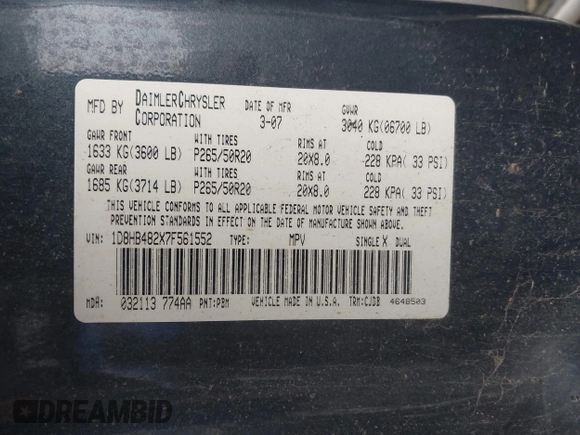 MFD BY DAIMLERCHRYSLER CORPORATION
DATE OF MFR 3-07
GVWR 3040 KG(06700 LB)
GAWR FRONT WITH TIRES RIMS AT COLD
1633 KG(3600 LB) P265/50R20 20X8.0 228 KPA( 33 PSI)
GAWR REAR WITH TIRES RIMS AT COLD
1685 KG(3714 LB) P265/50R20 20X8.0 228 KPA( 33 PSI)
THIS VEHICLE CONFORMS TO ALL APPLICABLE FEDERAL MOTOR VEHICLE SAFETY AND THEFT
PREVENTION STANDARDS IN EFFECT ON THE DATE OF MANUFACTURE SHOWN ABOVE.
VIN: 1D8HB482X7F561552 TYPE: MPV SINGLE X DUAL
MDH: 032113 774AA PNT:PBM VEHICLE MADE IN U.S.A. TRM:CJDB 4648503
DREAMBID